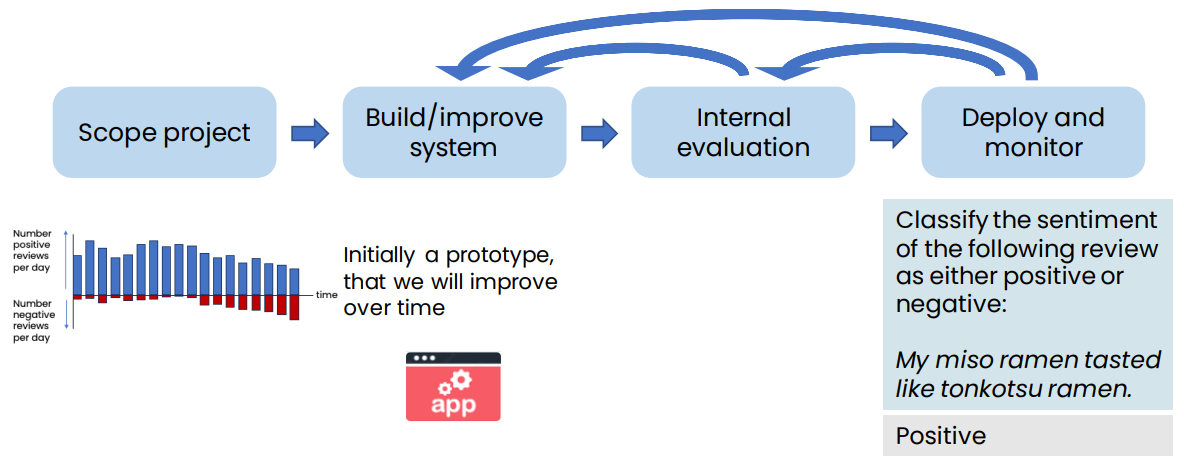 Scope project
Build/improve
system
Internal
evaluation
Deploy and
monitor
Number
positive
reviews
per day
time
Number
negative
reviews
per day
Initially a prototype,
that we will improve
over time
app
Classify the sentiment
of the following review
as either positive or
negative:
My miso ramen tasted
like tonkotsu ramen.
Positive